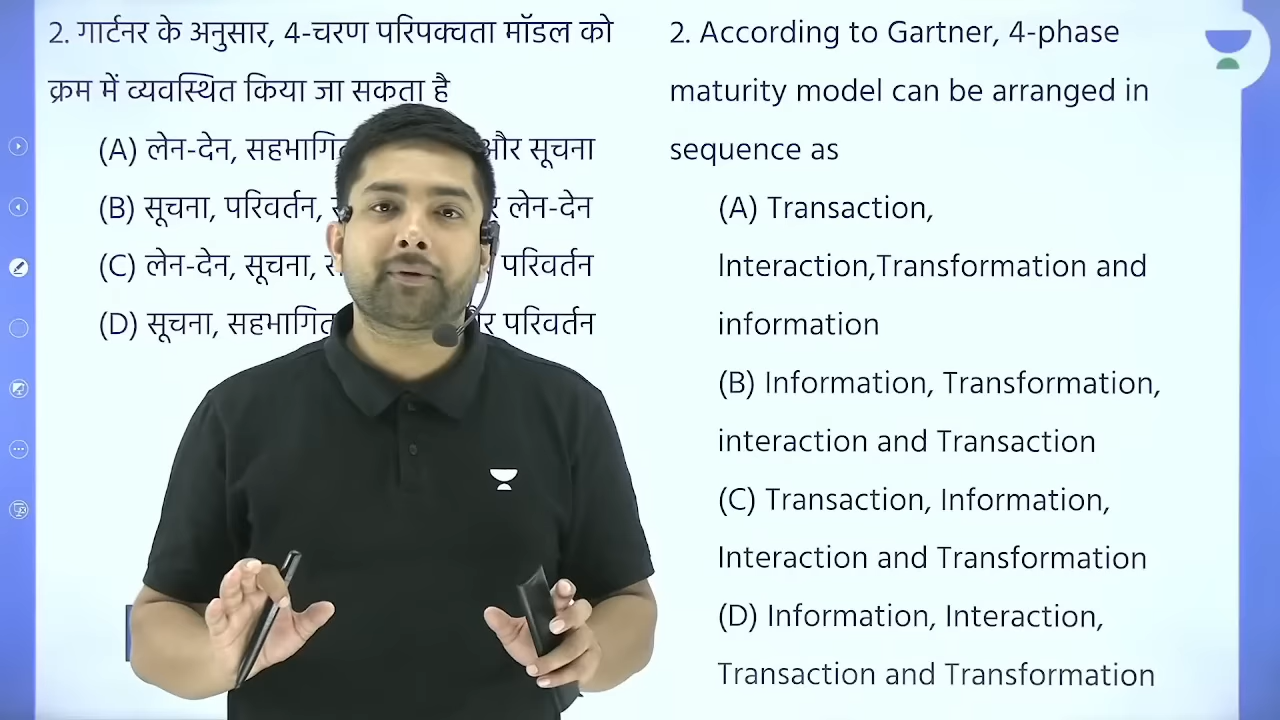 2. गार्टनर के अनुसार, 4-चरण परिपक्वता मॉडल को
क्रम में व्यवस्थित किया जा सकता है
(A) लेन-देन, और सूचना
(B) सूचना, परिवर्तन, लेन-देन
(C) लेन-देन, सूचना, परिवर्तन
(D) सूचना, परिवर्तन
2. According to Gartner, 4-phase
maturity model can be arranged in
sequence as
(A) Transaction,
Interaction,Transformation and
information
(B) Information, Transformation,
interaction and Transaction
(C) Transaction, Information,
Interaction and Transformation
(D) Information, Interaction,
Transaction and Transformation